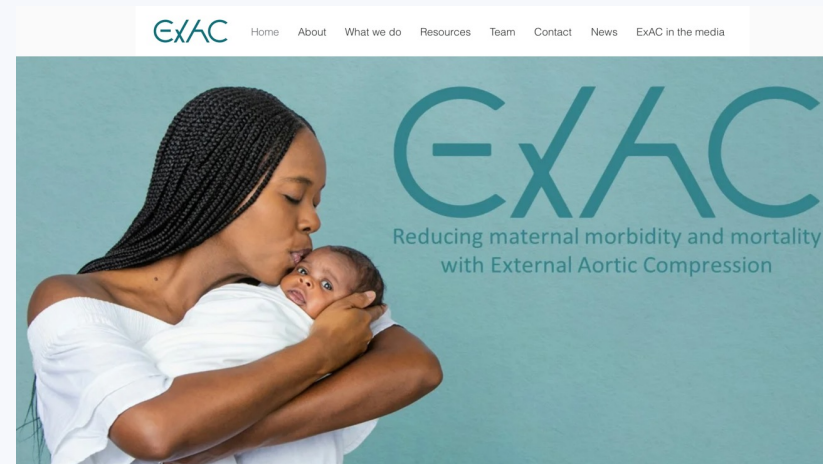 ExAC Home About What we do Resources Team Contact News ExAC in the media
ExAC
Reducing maternal morbidity and mortality
with External Aortic Compression